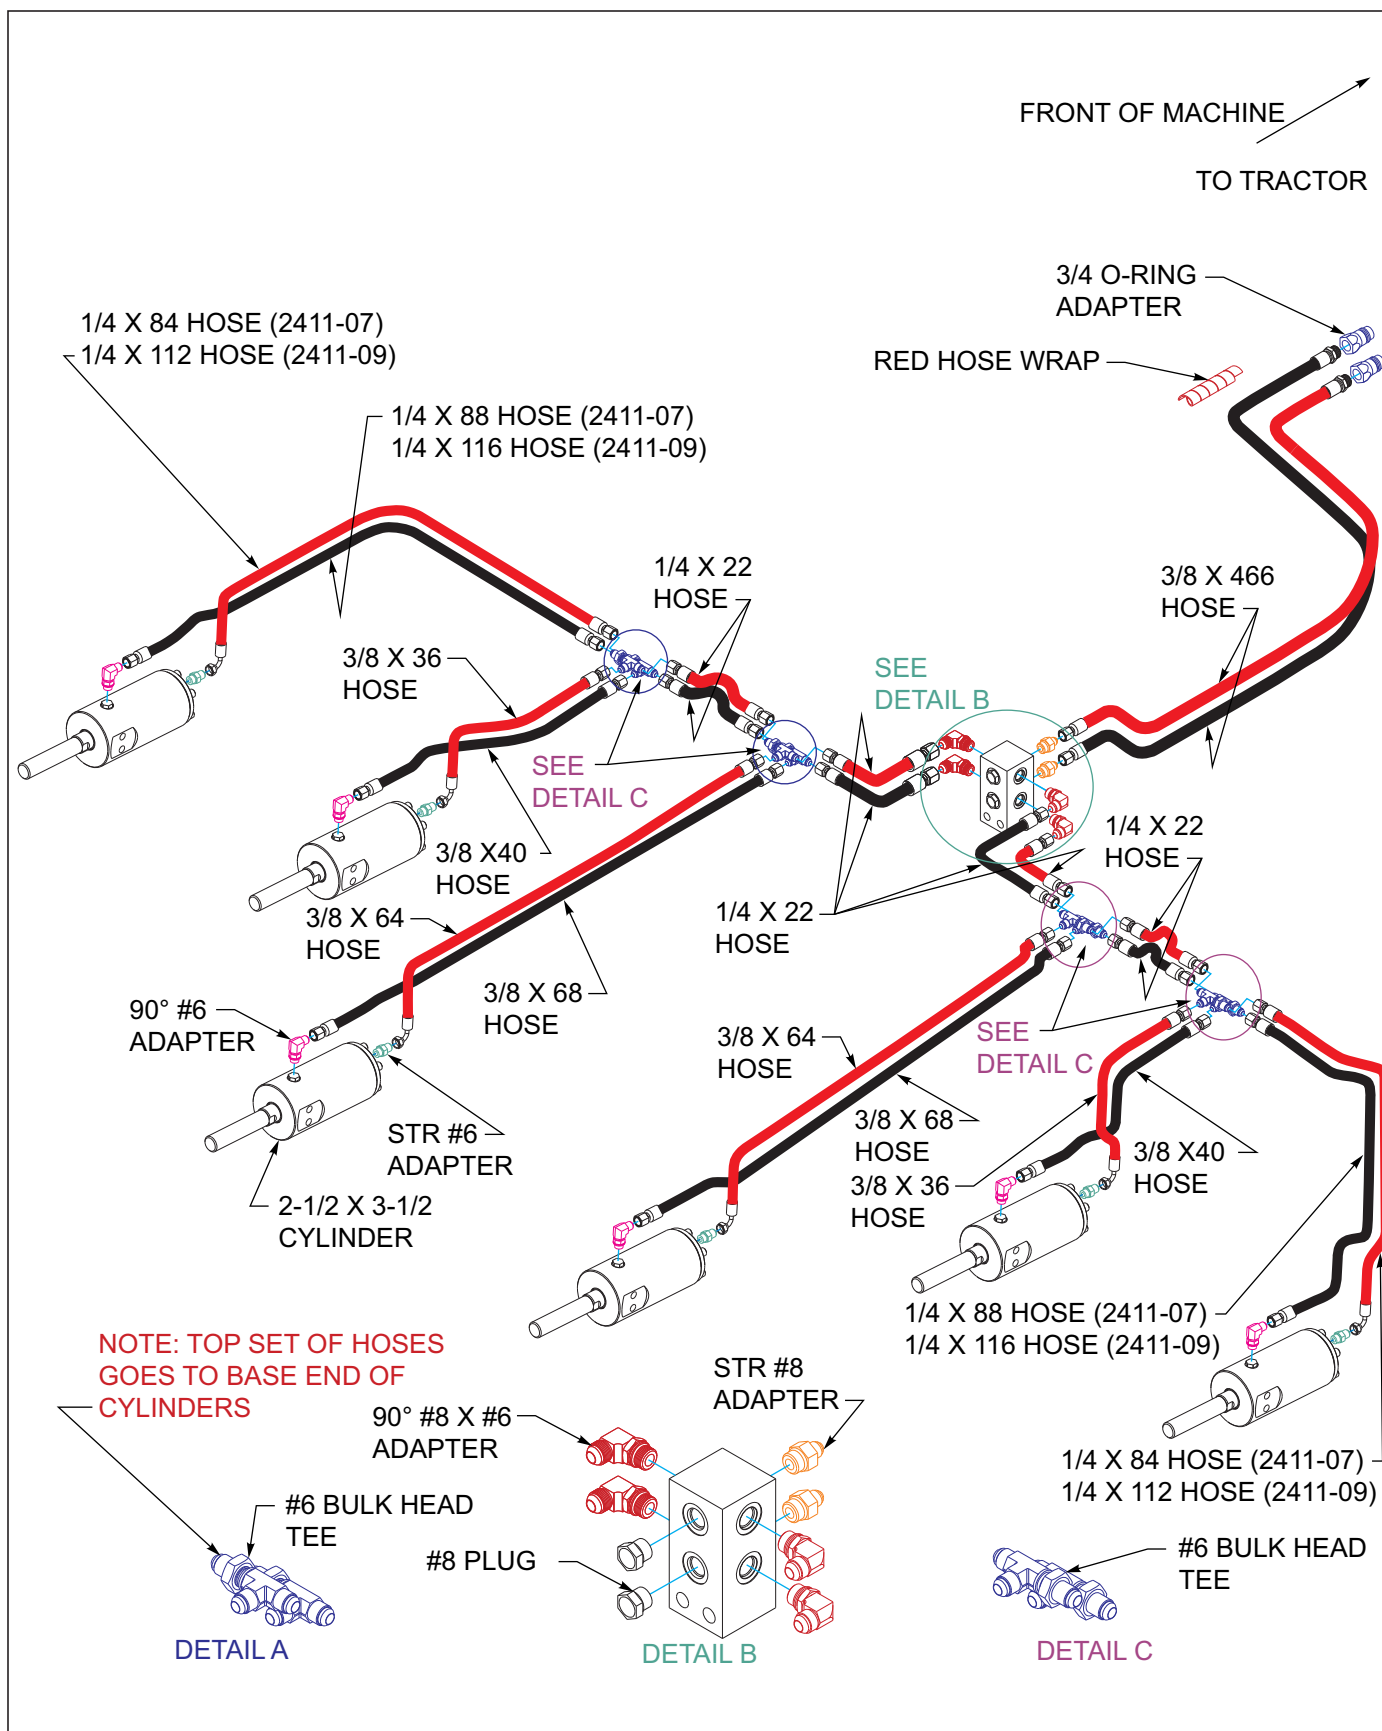 FRONT OF MACHINE
TO TRACTOR
3/4 O-RING
ADAPTER
RED HOSE WRAP
1/4 X 84 HOSE (2411-07)
1/4 X 112 HOSE (2411-09)
1/4 X 88 HOSE (2411-07)
1/4 X 116 HOSE (2411-09)
1/4 X 22
HOSE
3/8 X 466
HOSE
3/8 X 36
HOSE
SEE
DETAIL B
SEE
DETAIL C
3/8 X40
HOSE
1/4 X 22
HOSE
3/8 X 64
HOSE
1/4 X 22
HOSE
3/8 X 68
HOSE
90° #6
ADAPTER
SEE
DETAIL C
3/8 X 64
HOSE
STR #6
ADAPTER
3/8 X 68
HOSE
3/8 X40
HOSE
3/8 X 36
HOSE
2-1/2 X 3-1/2
CYLINDER
1/4 X 88 HOSE (2411-07)
1/4 X 116 HOSE (2411-09)
NOTE: TOP SET OF HOSES
GOES TO BASE END OF
CYLINDERS
STR #8
ADAPTER
90° #8 X #6
ADAPTER
1/4 X 84 HOSE (2411-07)
1/4 X 112 HOSE (2411-09)
#6 BULK HEAD
TEE
#8 PLUG
#6 BULK HEAD
TEE
DETAIL A
DETAIL B
DETAIL C